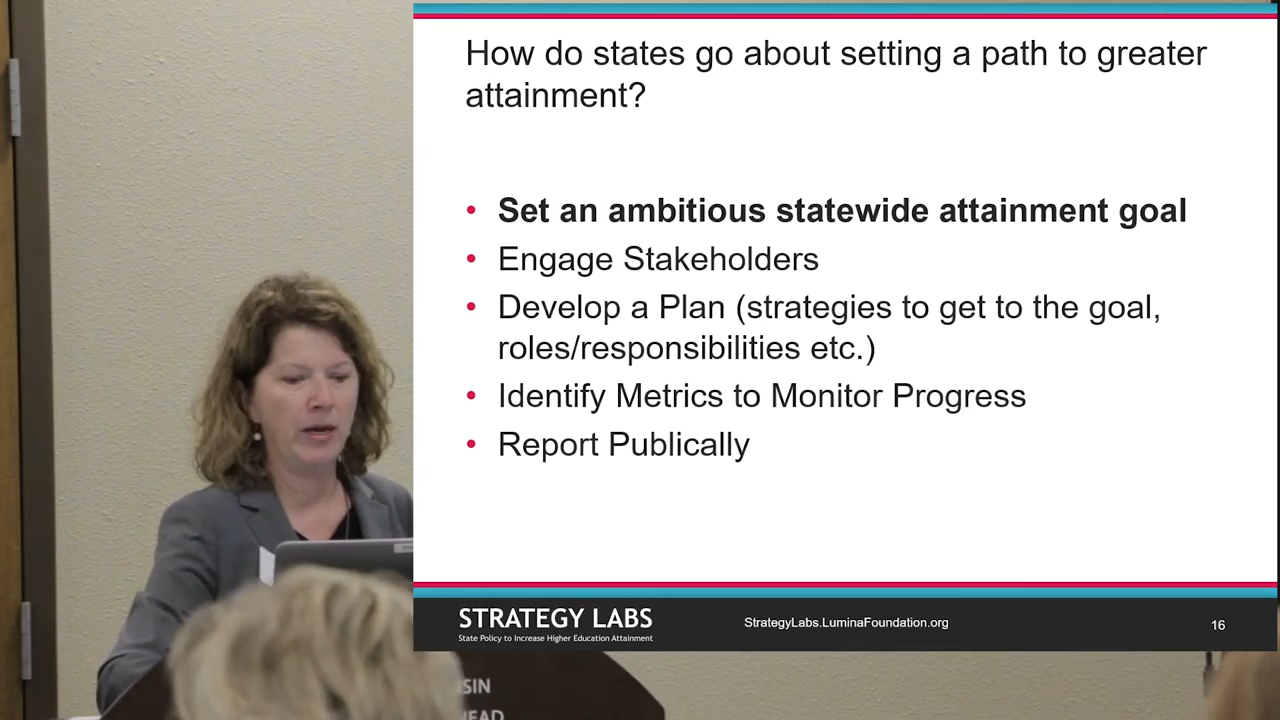 How do states go about setting a path to greater
attainment?
• Set an ambitious statewide attainment goal
• Engage Stakeholders
• Develop a Plan (strategies to get to the goal,
roles/responsibilities etc.)
• Identify Metrics to Monitor Progress
• Report Publically
STRATEGY LABS
State Policy to Increase Higher Education Attainment
StrategyLabs.LuminaFoundation.org
16